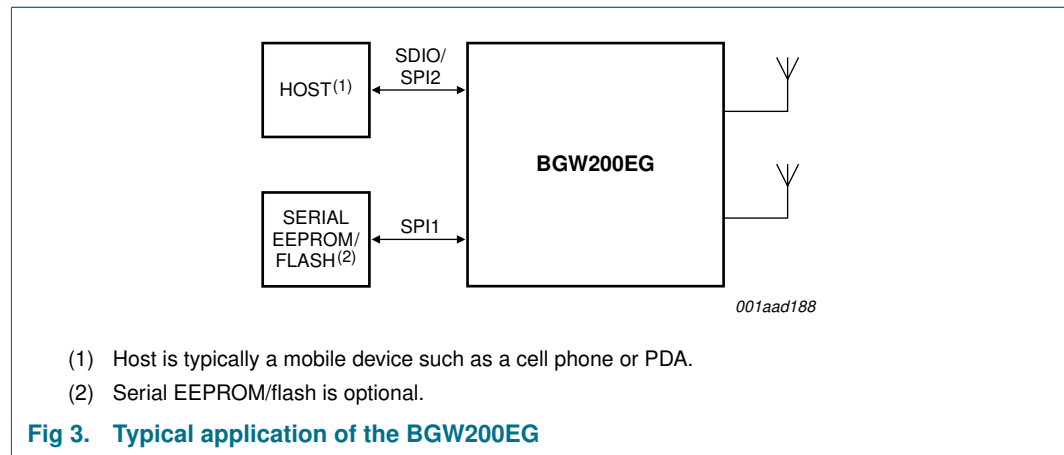 HOST(1)
SDIO/
SPI2
BGW200EG
SERIAL
EEPROM/
FLASH(2)
SPI1
001aad188
(1) Host is typically a mobile device such as a cell phone or PDA.
(2) Serial EEPROM/flash is optional.
Fig 3. Typical application of the BGW200EG